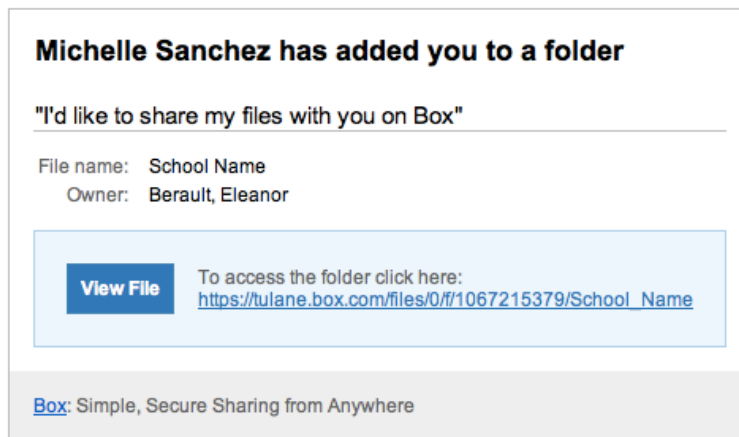 Michelle Sanchez has added you to a folder
"I'd like to share my files with you on Box"
File name: School Name
Owner: Berault, Eleanor
View File
To access the folder click here:
https://tulane.box.com/files/0/f/1067215379/School_Name
Box: Simple, Secure Sharing from Anywhere